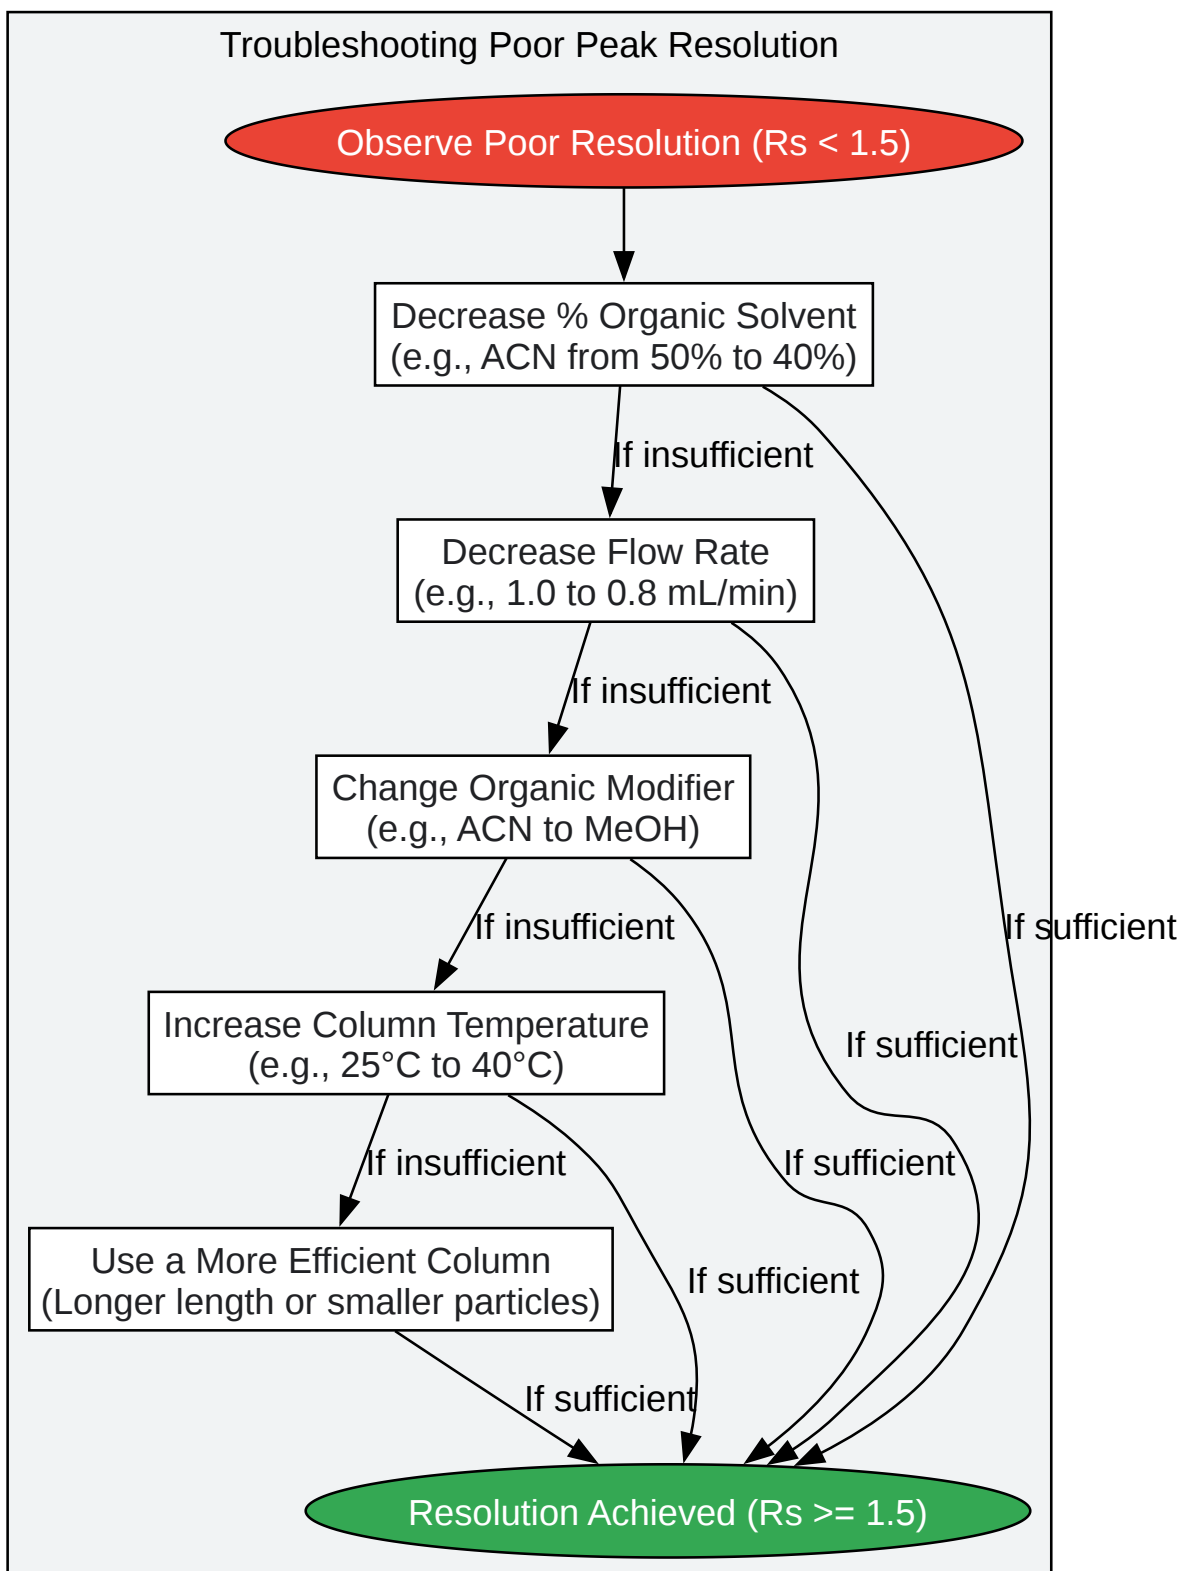 Troubleshooting Poor Peak Resolution
Observe Poor Resolution (Rs < 1.5)
Decrease % Organic Solvent
(e.g., ACN from 50% to 40%)
If insufficient
Decrease Flow Rate
(e.g., 1.0 to 0.8 mL/min)
If insufficient
Change Organic Modifier
(e.g., ACN to MeOH)
If insufficient
If sufficient
Increase Column Temperature
(e.g., 25°C to 40°C)
If sufficient
If insufficient
If sufficient
Use a More Efficient Column
(Longer length or smaller particles)
If sufficient
If sufficient
Resolution Achieved (Rs >= 1.5)